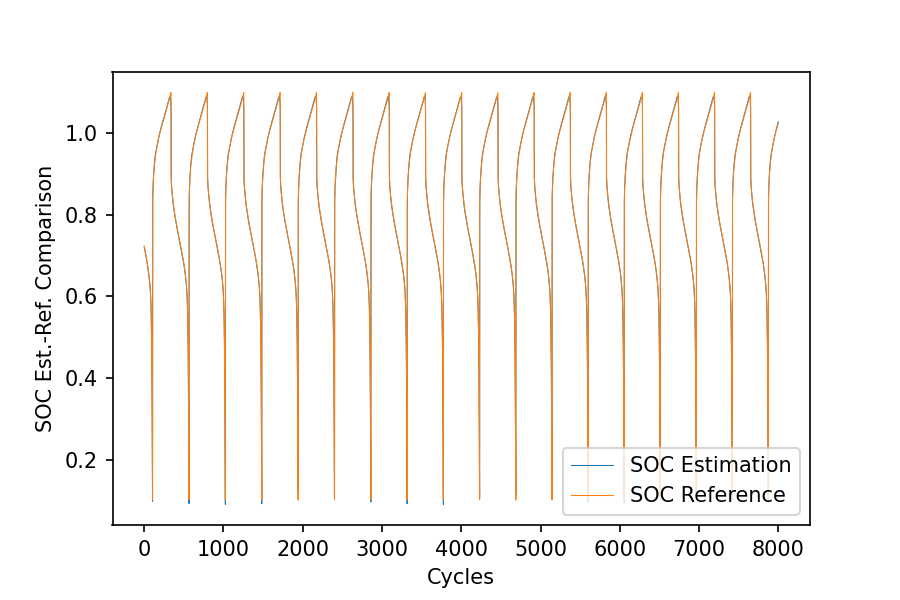 SOC Est.-Ref. Comparison
1.0
0.8
0.6
0.4
0.2
SOC Estimation
SOC Reference
0 1000 2000 3000 4000 5000 6000 7000 8000
Cycles